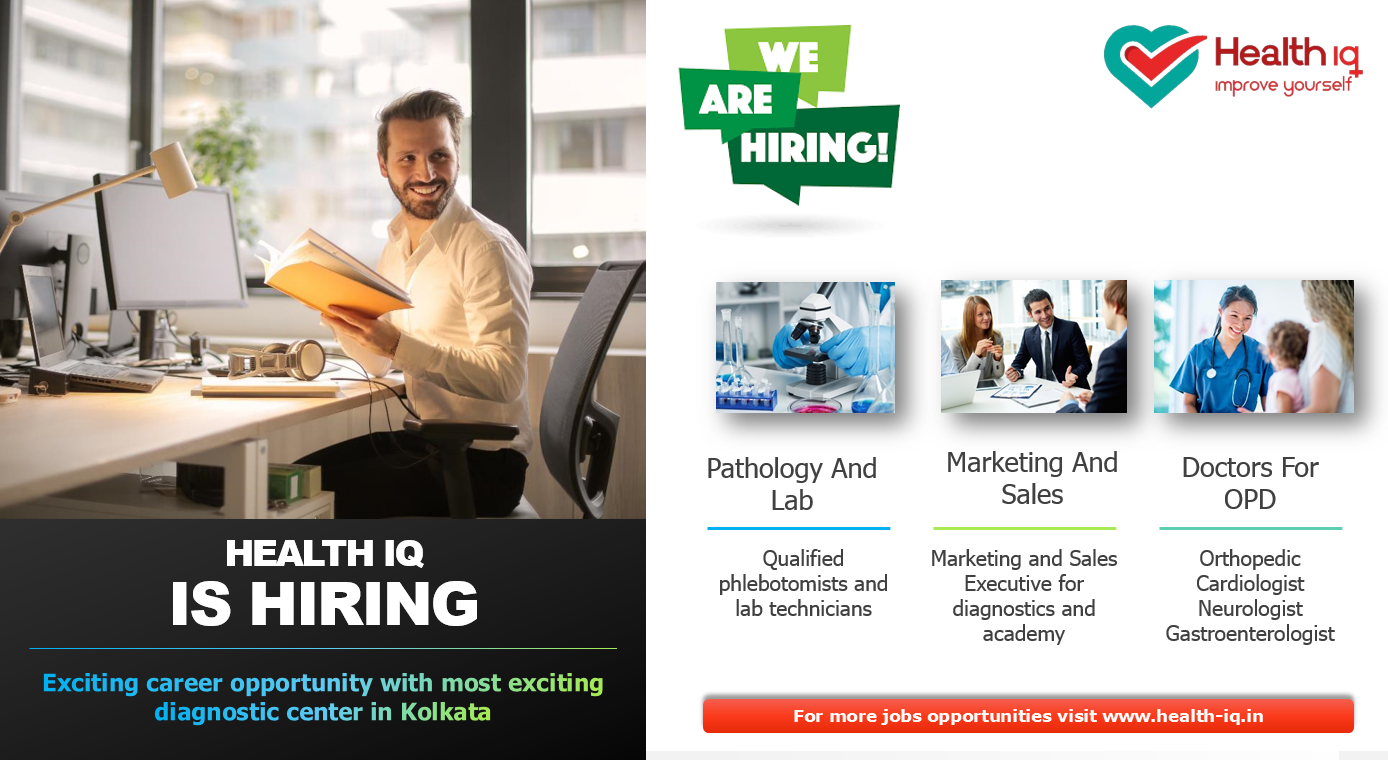 HEALTH IQ
IS HIRING
Exciting career opportunity with most exciting
diagnostic center in Kolkata
WE
ARE
HIRING!
Health iq
improve yourself
Pathology And
Lab
Qualified
phlebotomists and
lab technicians
Marketing And
Sales
Marketing and Sales
Executive for
diagnostics and
academy
Doctors For
OPD
Orthopedic
Cardiologist
Neurologist
Gastroenterologist
For more jobs opportunities visit www.health-iq.in